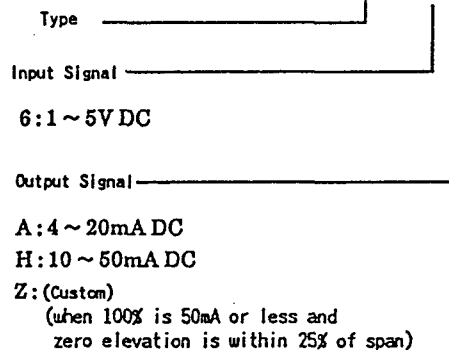 Type
Input Signal
6:1～5V DC
Output Signal
A:4～20mA DC
H:10～50mA DC
Z:(Custom)
(when 100% is 50mA or less and
zero elevation is within 25% of span)